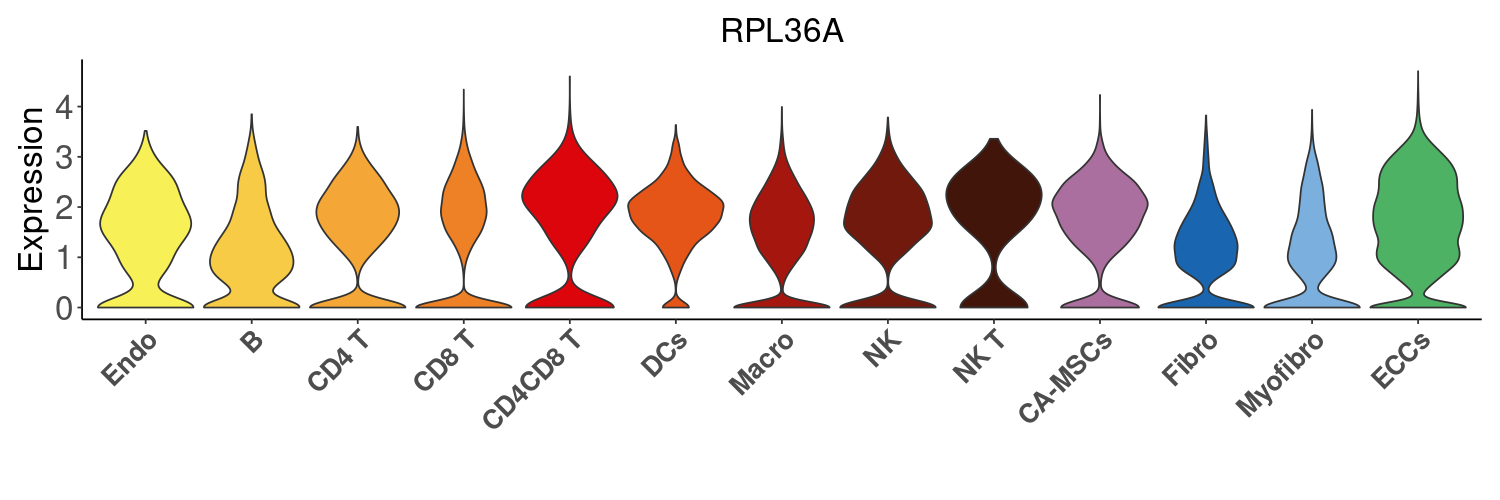 RPL36A
Expression
4
3
2
1
0
Endo
B
CD4 T
CD8 T
CD4CD8 T
DCs
Macro
NK
NK T
CA-MSCs
Fibro
Myofibro
ECCs